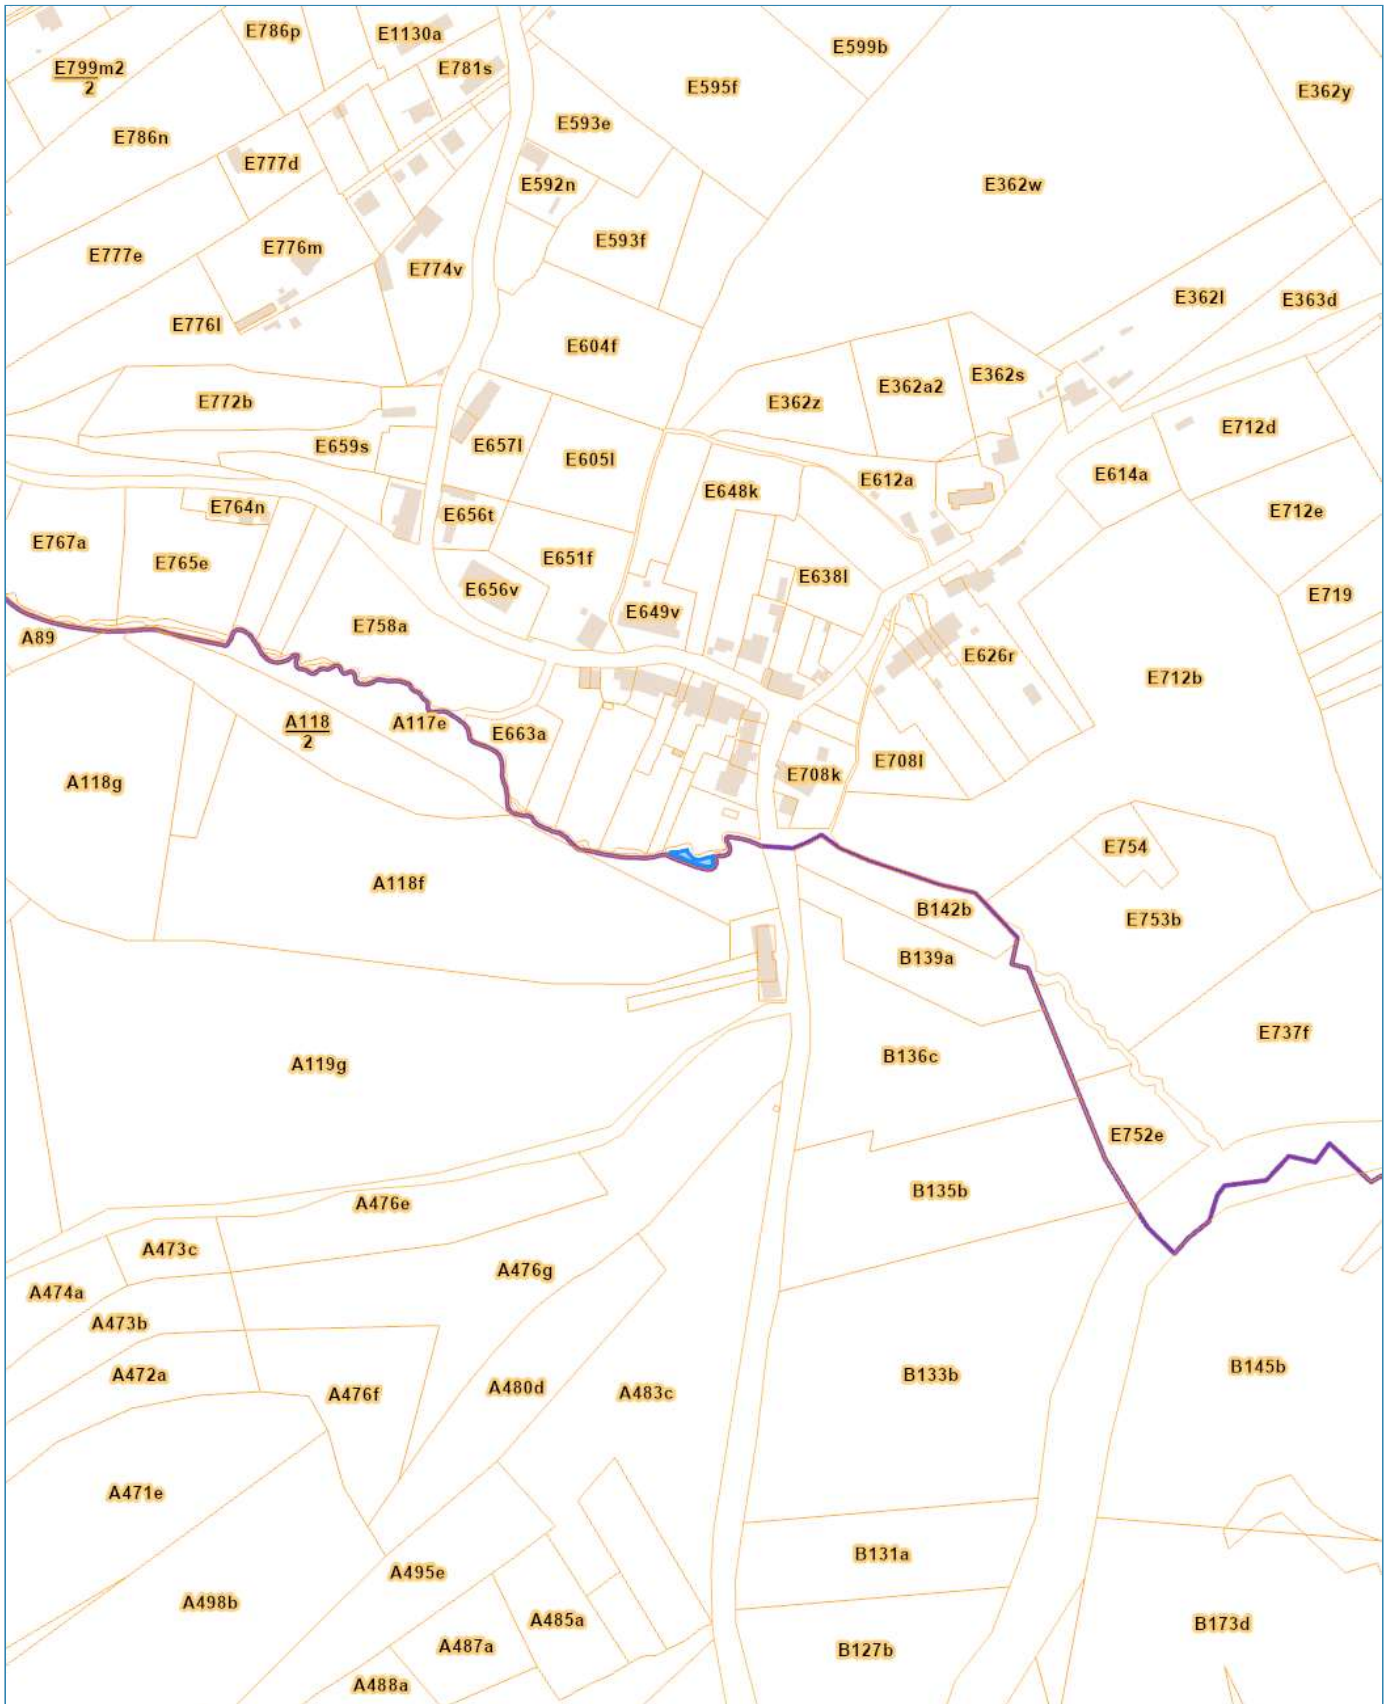 E786p
E1130a
E599b
E799m2
2
E781s
E595f
E362y
E786n
E593e
E777d
E592n
E362w
E777e
E776m
E593f
E774v
E776l
E362l
E363d
E604f
E772b
E362z
E362a2
E362s
E659s
E657l
E605l
E712d
E764n
E648k
E612a
E614a
E767a
E656t
E712e
E765e
E651f
E638l
E656v
E649v
E719
A89
E758a
E626r
E712b
A118
2
A117e
E663a
A118g
E708k
E708l
E754
A118f
B142b
E753b
B139a
A119g
B136c
E737f
E752e
A476e
B135b
A473c
A474a
A476g
A473b
A472a
A476f
A480d
A483c
B133b
B145b
A471e
A495e
B131a
A498b
A485a
A487a
B127b
B173d
A488a